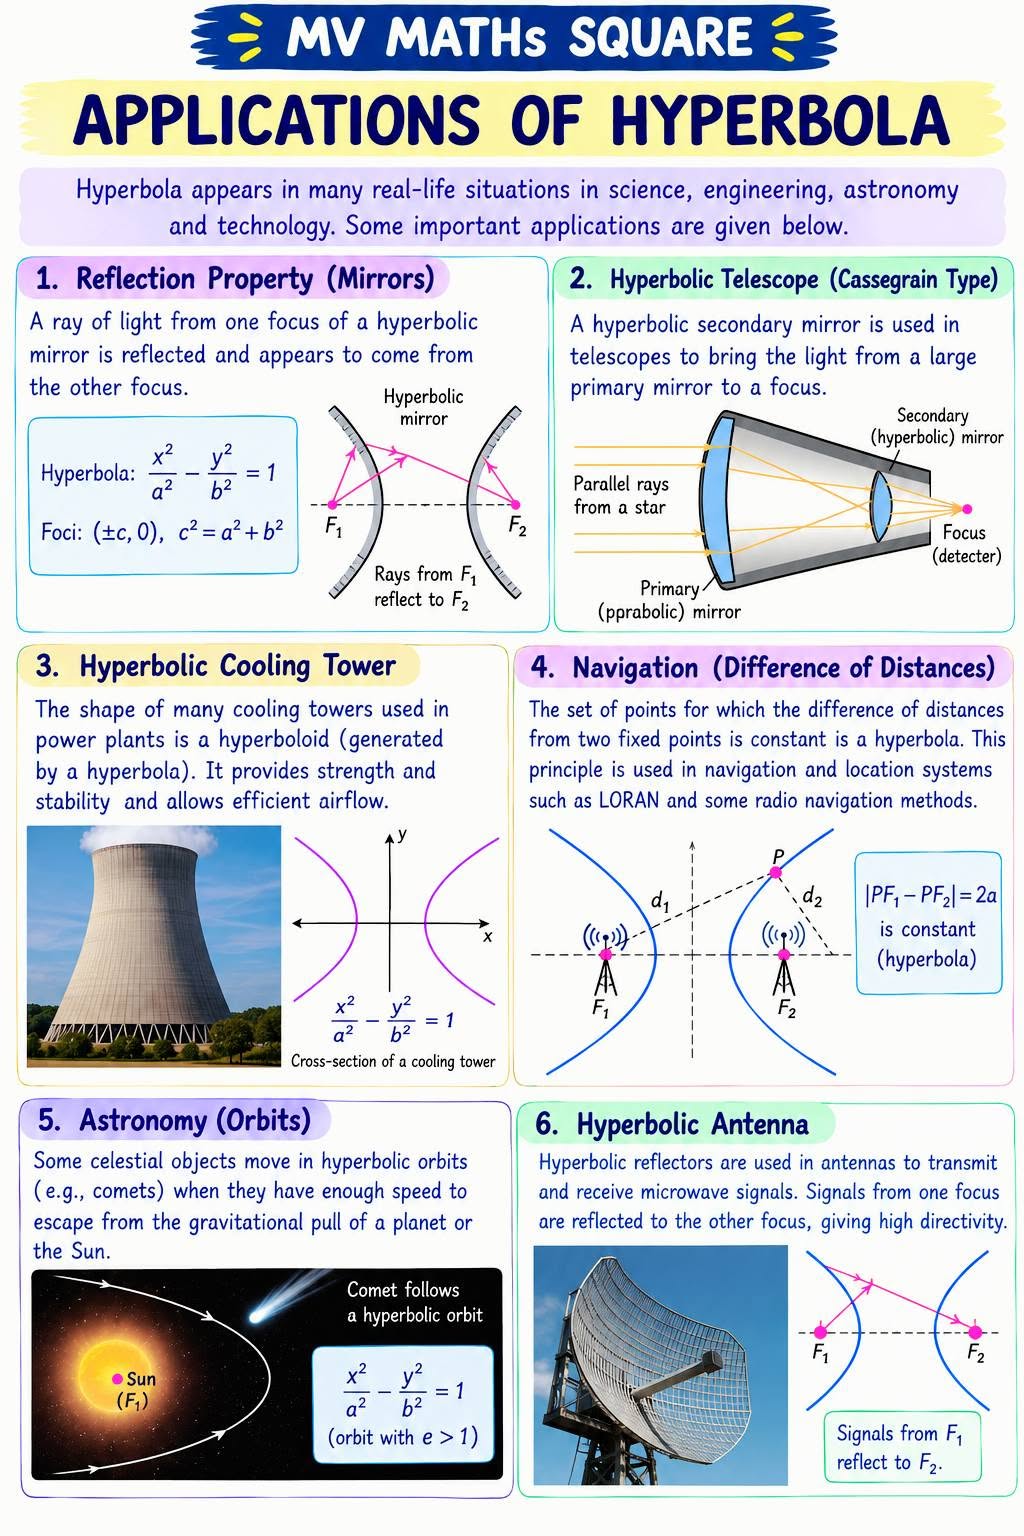 MV MATHs SQUARE
APPLICATIONS OF HYPERBOLA
Hyperbola appears in many real-life situations in science, engineering, astronomy
and technology. Some important applications are given below.
1. Reflection Property (Mirrors)
A ray of light from one focus of a hyperbolic
mirror is reflected and appears to come from
the other focus.
Hyperbolic
mirror
Hyperbola: x²/a² − y²/b² = 1
Foci: (±c, 0), c² = a² + b²
F₁
F₂
Rays from F₁
reflect to F₂
2. Hyperbolic Telescope (Cassegrain Type)
A hyperbolic secondary mirror is used in
telescopes to bring the light from a large
primary mirror to a focus.
Secondary
(hyperbolic) mirror
Parallel rays
from a star
Focus
(detecter)
Primary
(pprabolic) mirror
3. Hyperbolic Cooling Tower
The shape of many cooling towers used in
power plants is a hyperboloid (generated
by a hyperbola). It provides strength and
stability and allows efficient airflow.
y
x
x²/a² − y²/b² = 1
Cross-section of a cooling tower
4. Navigation (Difference of Distances)
The set of points for which the difference of distances
from two fixed points is constant is a hyperbola. This
principle is used in navigation and location systems
such as LORAN and some radio navigation methods.
P
d₁
d₂
F₁
F₂
|PF₁ − PF₂| = 2a
is constant
(hyperbola)
5. Astronomy (Orbits)
Some celestial objects move in hyperbolic orbits
(e.g., comets) when they have enough speed to
escape from the gravitational pull of a planet or
the Sun.
Comet follows
a hyperbolic orbit
Sun
(F₁)
x²/a² − y²/b² = 1
(orbit with e > 1)
6. Hyperbolic Antenna
Hyperbolic reflectors are used in antennas to transmit
and receive microwave signals. Signals from one focus
are reflected to the other focus, giving high directivity.
F₁
F₂
Signals from F₁
reflect to F₂.